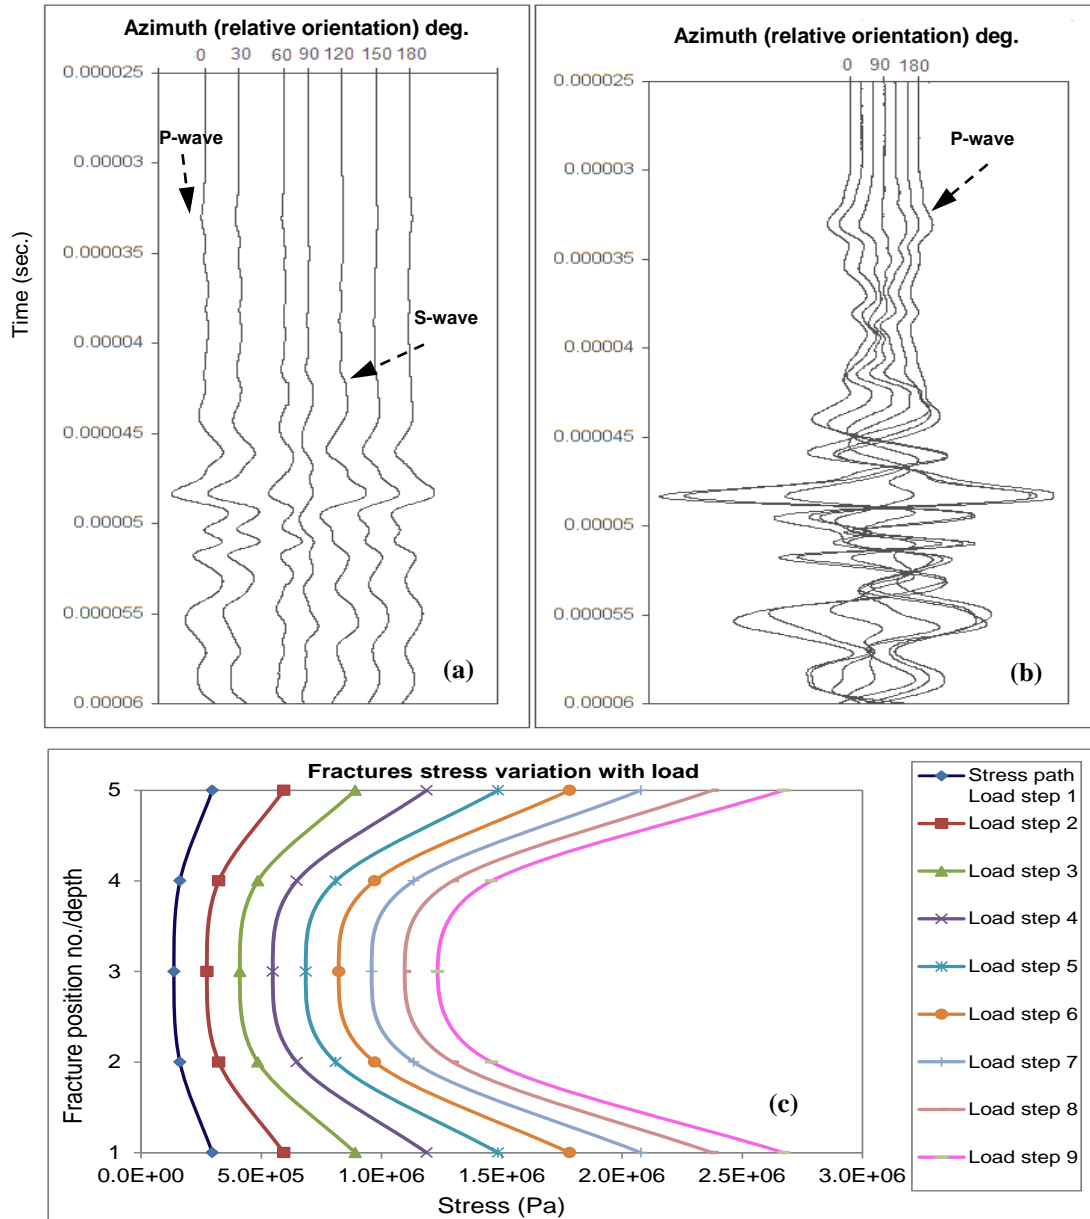 Azimuth (relative orientation) deg.
0 30 60 90 120 150 180
0.000025
0.00003
0.000035
0.00004
0.000045
0.00005
0.000055
0.00006
Time (sec.)
P-wave
S-wave
(a)
Azimuth (relative orientation) deg.
0 90 180
0.000025
0.00003
0.000035
0.00004
0.000045
0.00005
0.000055
0.00006
P-wave
(b)
Fractures stress variation with load
5
4
3
2
1
Fracture position no./depth
0.0E+00 5.0E+05 1.0E+06 1.5E+06 2.0E+06 2.5E+06 3.0E+06
Stress (Pa)
(c)
Stress path
Load step 1
Load step 2
Load step 3
Load step 4
Load step 5
Load step 6
Load step 7
Load step 8
Load step 9